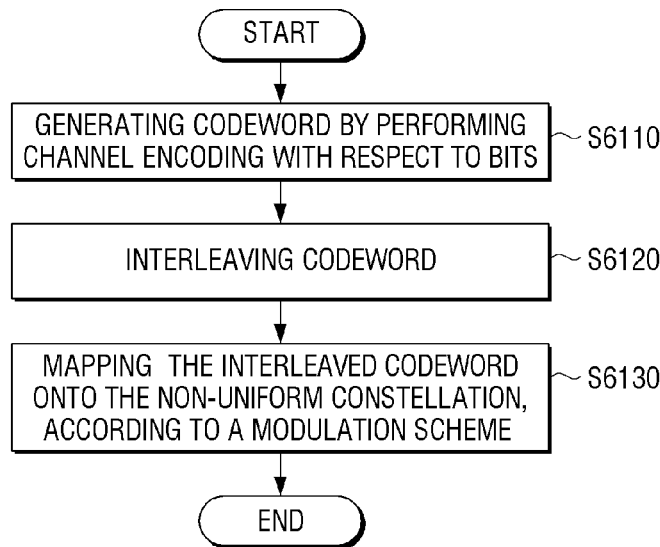 START
GENERATING CODEWORD BY PERFORMING
CHANNEL ENCODING WITH RESPECT TO BITS
S6110
INTERLEAVING CODEWORD
S6120
MAPPING THE INTERLEAVED CODEWORD
ONTO THE NON-UNIFORM CONSTELLATION,
ACCORDING TO A MODULATION SCHEME
S6130
END